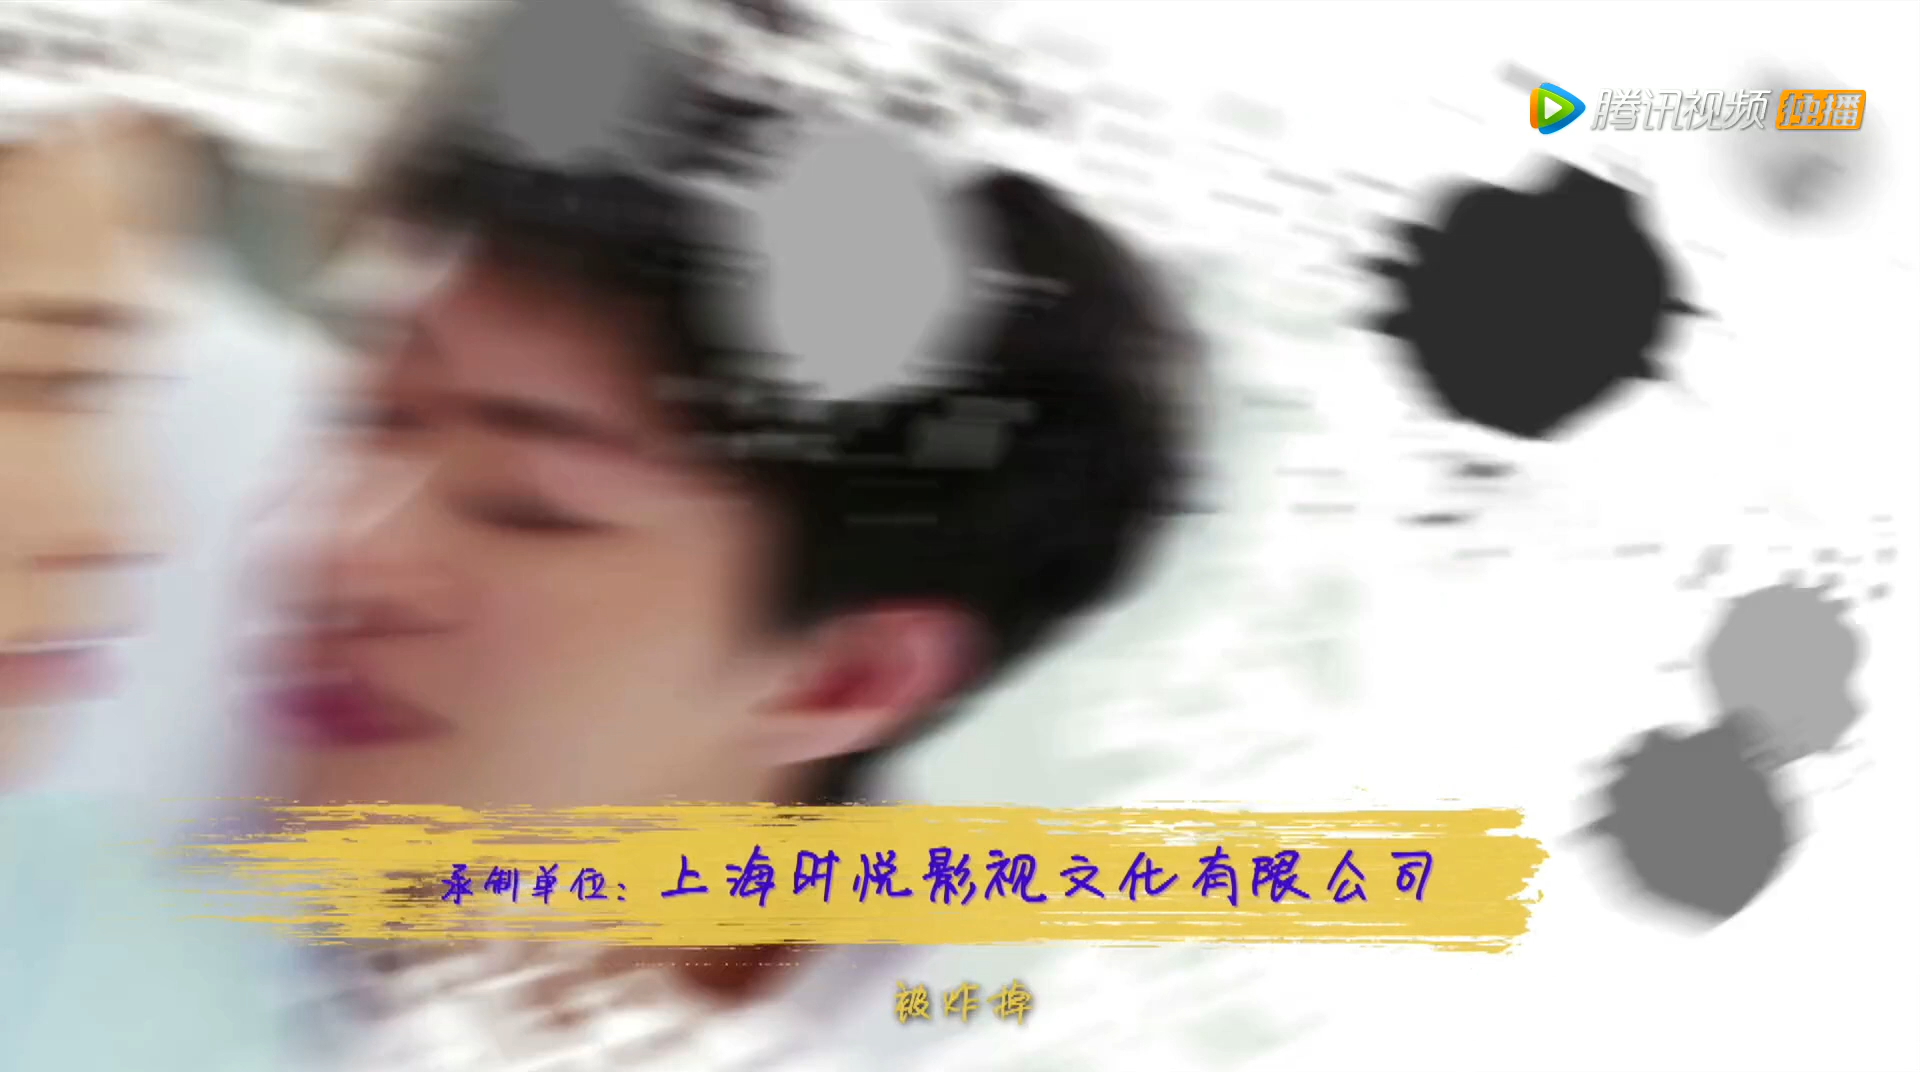 腾讯视频 独播
承制单位：上海时悦影视文化有限公司
被炸掉